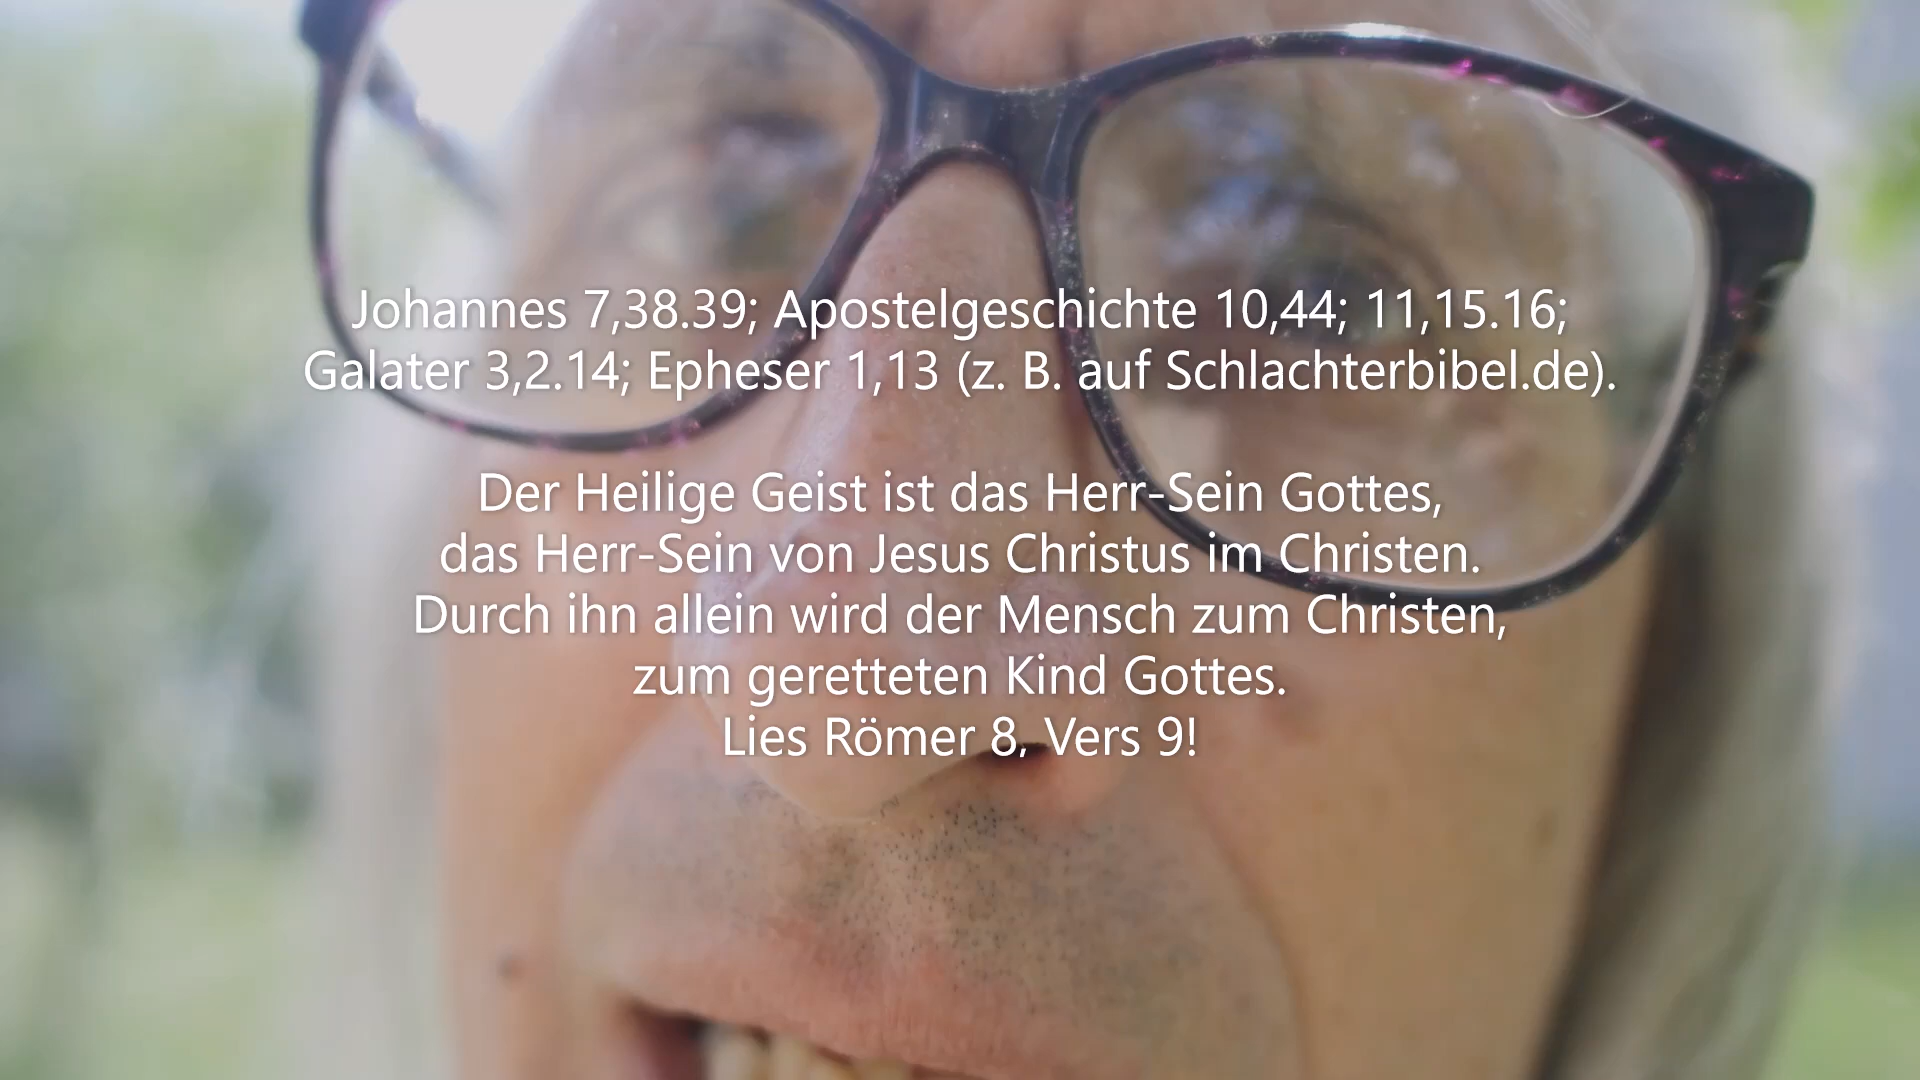 Johannes 7,38.39; Apostelgeschichte 10,44; 11,15.16;
Galater 3,2.14; Epheser 1,13 (z. B. auf Schlachterbibel.de).
Der Heilige Geist ist das Herr-Sein Gottes,
das Herr-Sein von Jesus Christus im Christen.
Durch ihn allein wird der Mensch zum Christen,
zum geretteten Kind Gottes.
Lies Römer 8, Vers 9!